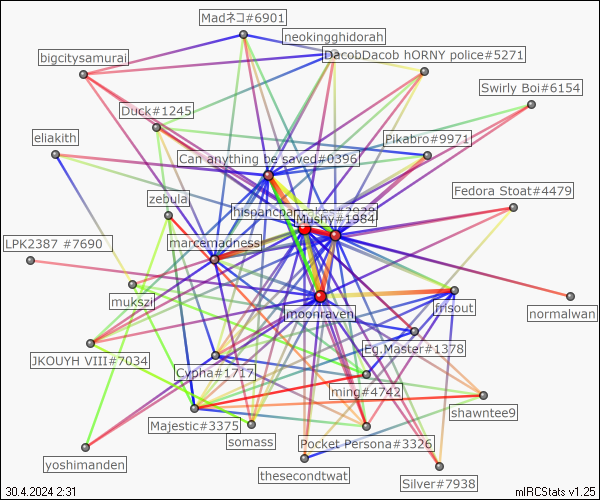 Madネコ#6901
neokingghidorah
DacobDacob hORNY police#5271
bigcitysamurai
Swirly Boi#6154
Duck#1245
eliakith
Pikabro#9971
Can anything be saved#0396
Fedora Stoat#4479
zebula
Mushy#1984
LPK2387 #7690
marcemadness
mukszi
moonraven
frisout
normalwan
JKOUYH VIII#7034
Eg.Master#1378
Cypha#1717
ming#4742
shawntee9
Majestic#3375
somass
Pocket Persona#3326
yoshimanden
thesecondtwat
Silver#7938
30.4.2024 2:31
mIRCStats v1.25